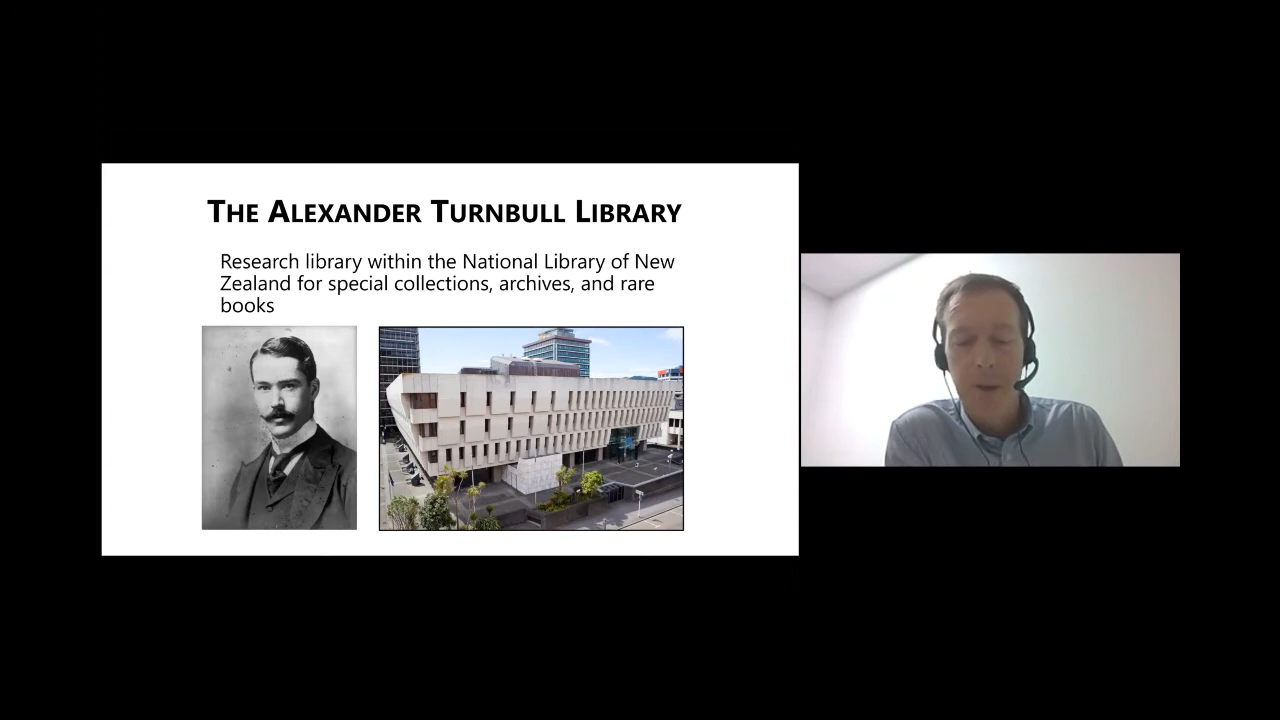 THE ALEXANDER TURNBULL LIBRARY
Research library within the National Library of New
Zealand for special collections, archives, and rare
books